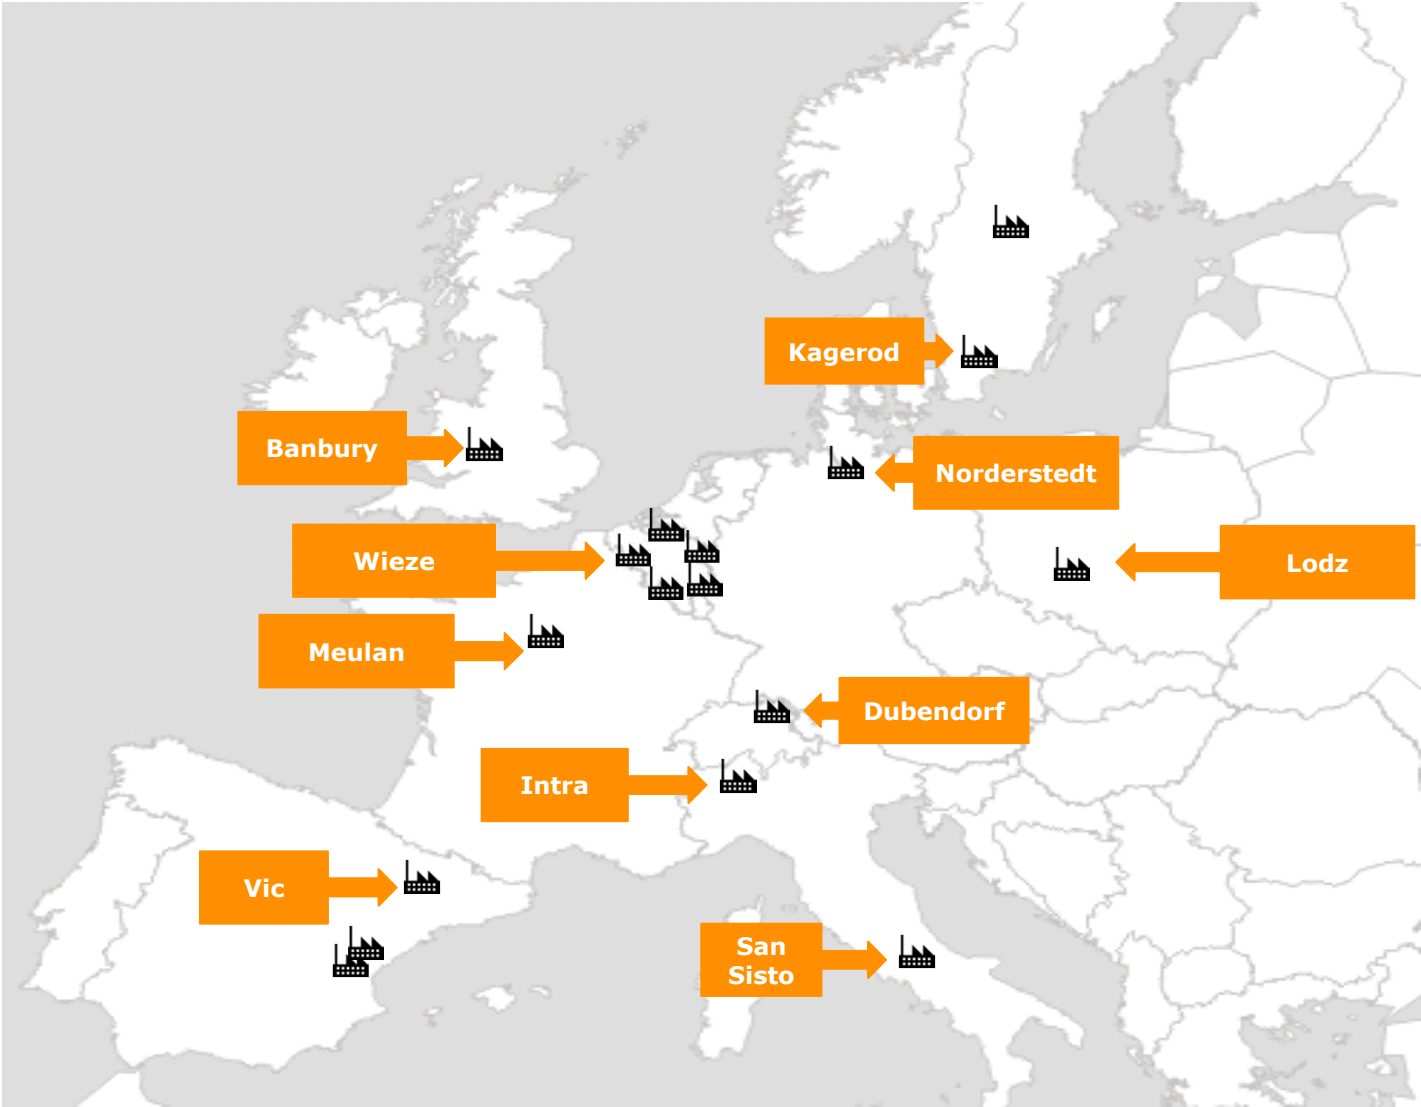 Kagerod
Banbury
Norderstedt
Wieze
Lodz
Meulan
Dubendorf
Intra
Vic
San
Sisto